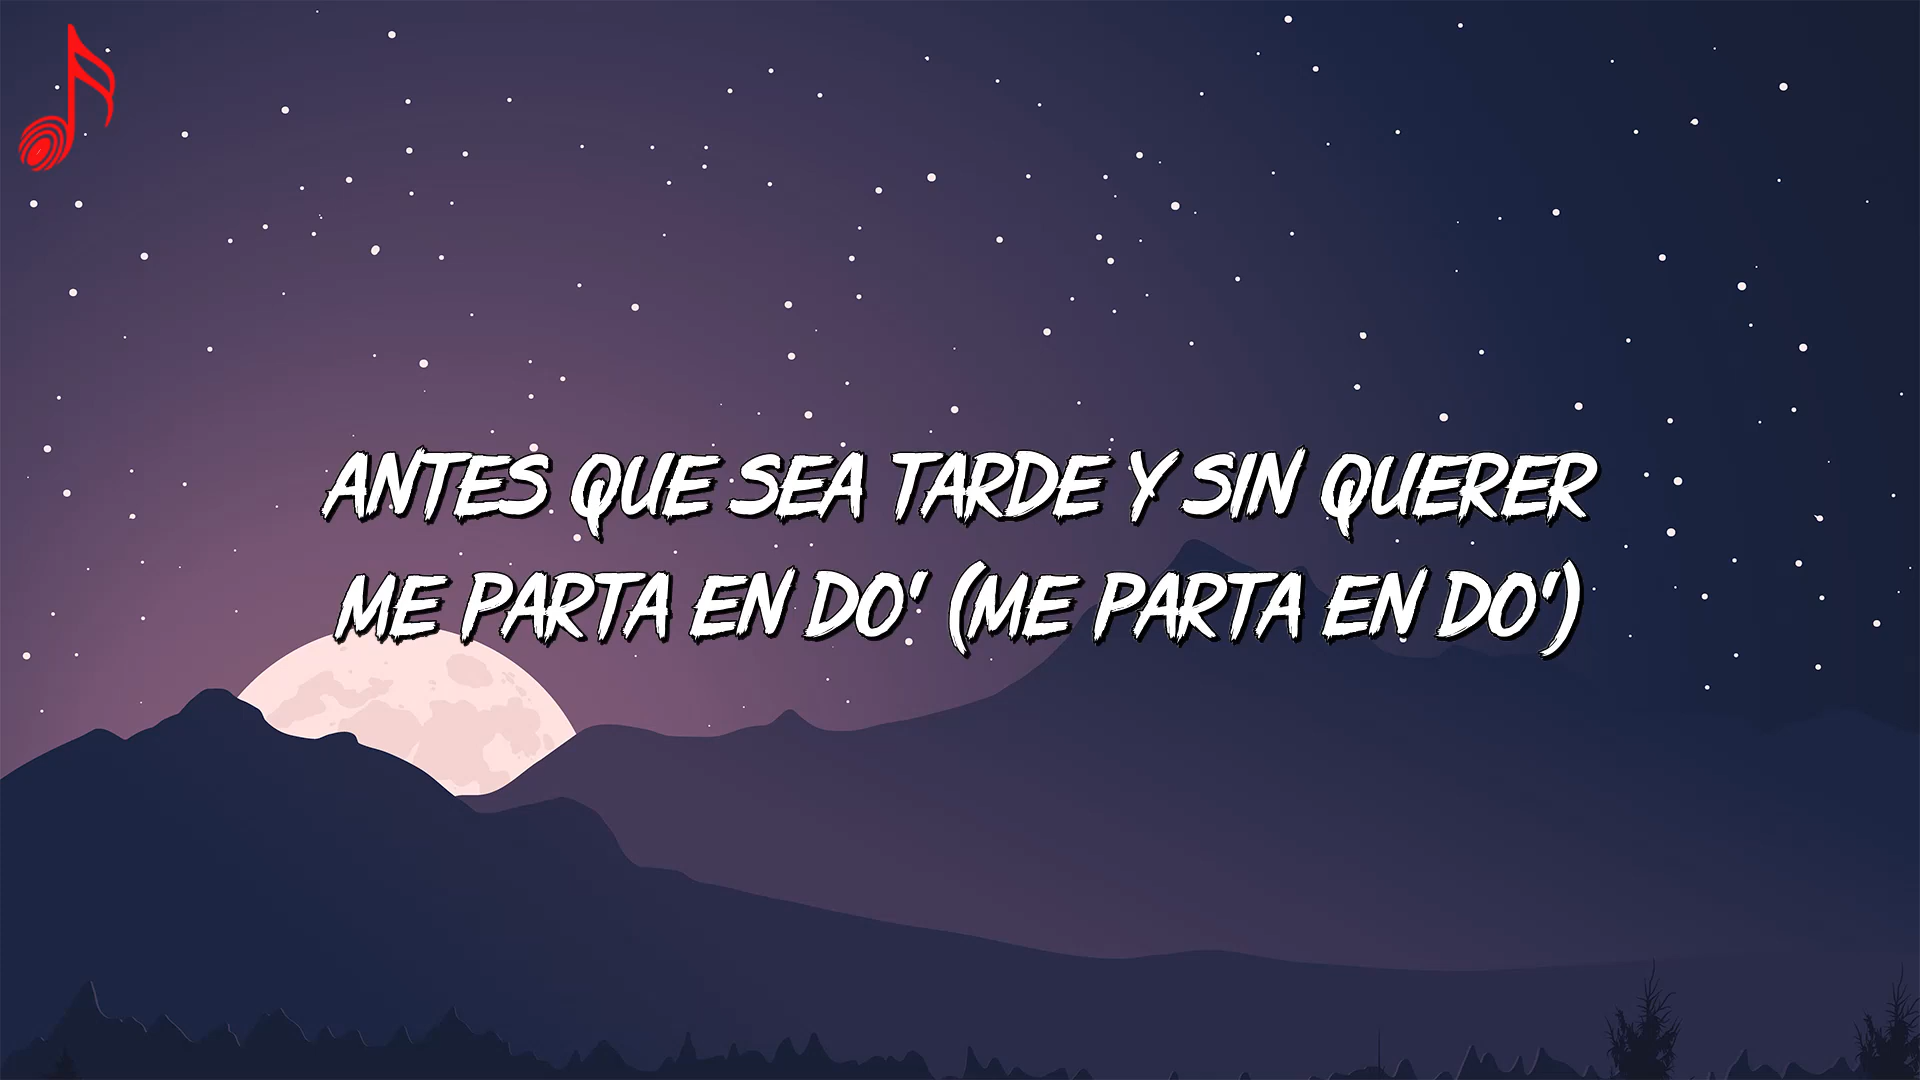 ANTES QUE SEA TARDE Y SIN QUERER
ME PARTA EN DO' (ME PARTA EN DO')